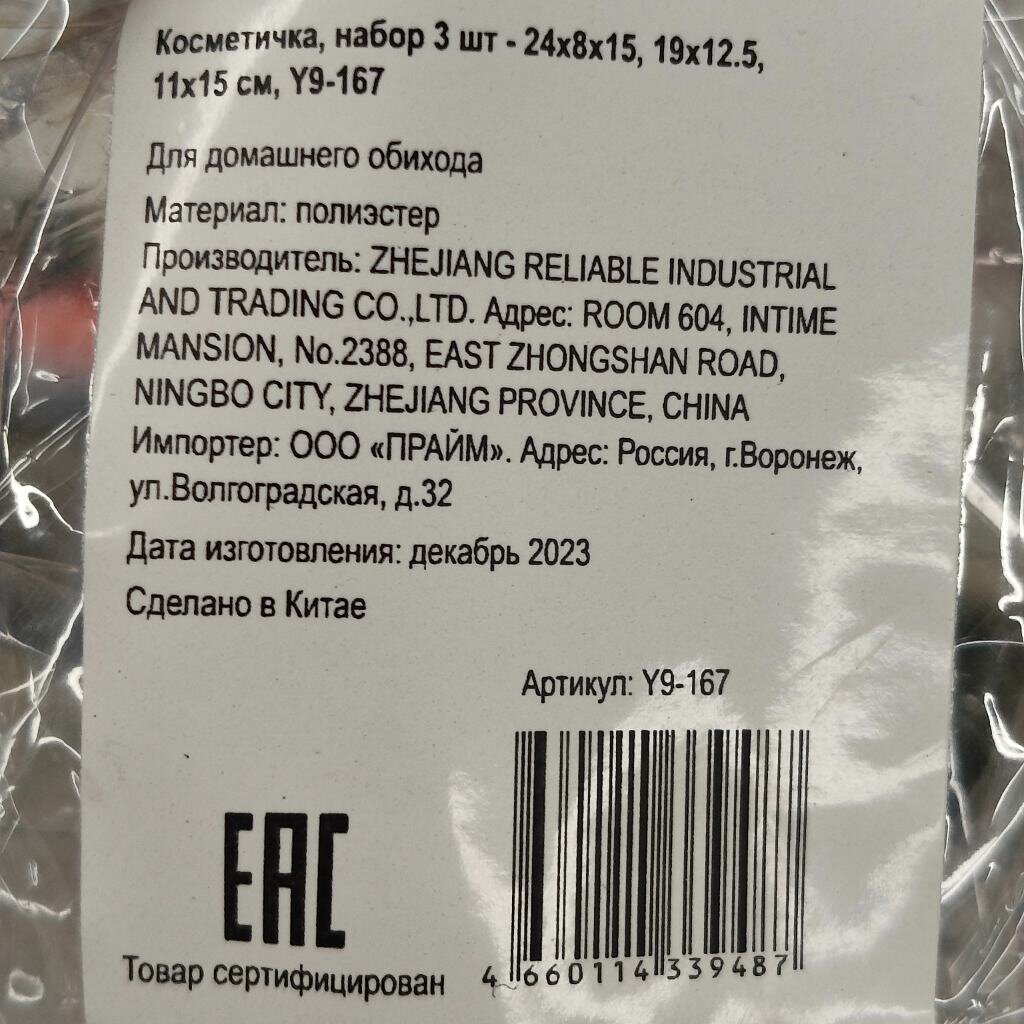 Косметичка, набор 3 шт - 24х8х15, 19х12.5,
11х15 см, Y9-167
Для домашнего обихода
Материал: полиэстер
Производитель: ZHEJIANG RELIABLE INDUSTRIAL
AND TRADING CO.,LTD. Адрес: ROOM 604, INTIME
MANSION, No.2388, EAST ZHONGSHAN ROAD,
NINGBO CITY, ZHEJIANG PROVINCE, CHINA
Импортер: ООО «ПРАЙМ». Адрес: Россия, г.Воронеж,
ул.Волгоградская, д.32
Дата изготовления: декабрь 2023
Сделано в Китае
Артикул: Y9-167
EAC
Товар сертифицирован
4 660114 339487